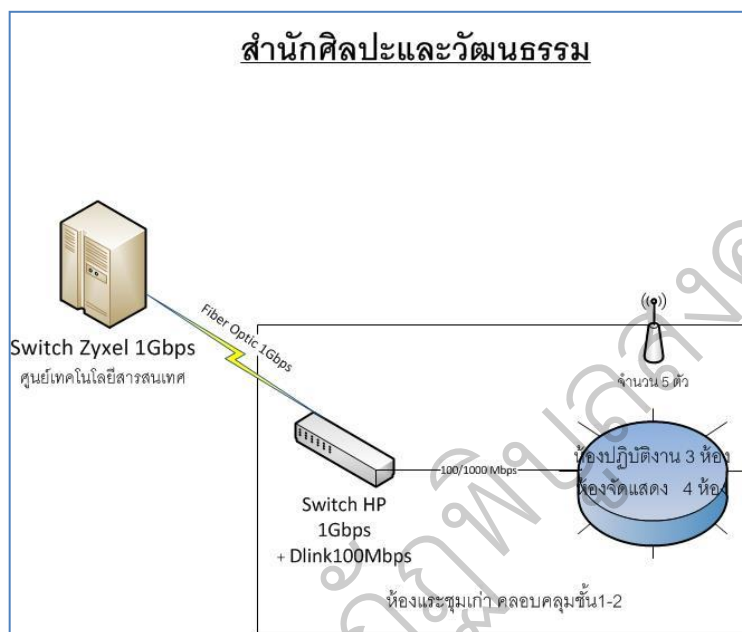 สำนักศิลปะและวัฒนธรรม
Fiber Optic 1Gbps
Switch Zyxel 1Gbps
ศูนย์เทคโนโลยีสารสนเทศ
จำนวน 5 ตัว
ห้องปฏิบัติงาน 3 ห้อง
ห้องจัดแสดง 4 ห้อง
100/1000 Mbps
Switch HP
1Gbps
+ Dlink100Mbps
ห้องแระชุมเก่า คลอบคลุมชั้น1-2